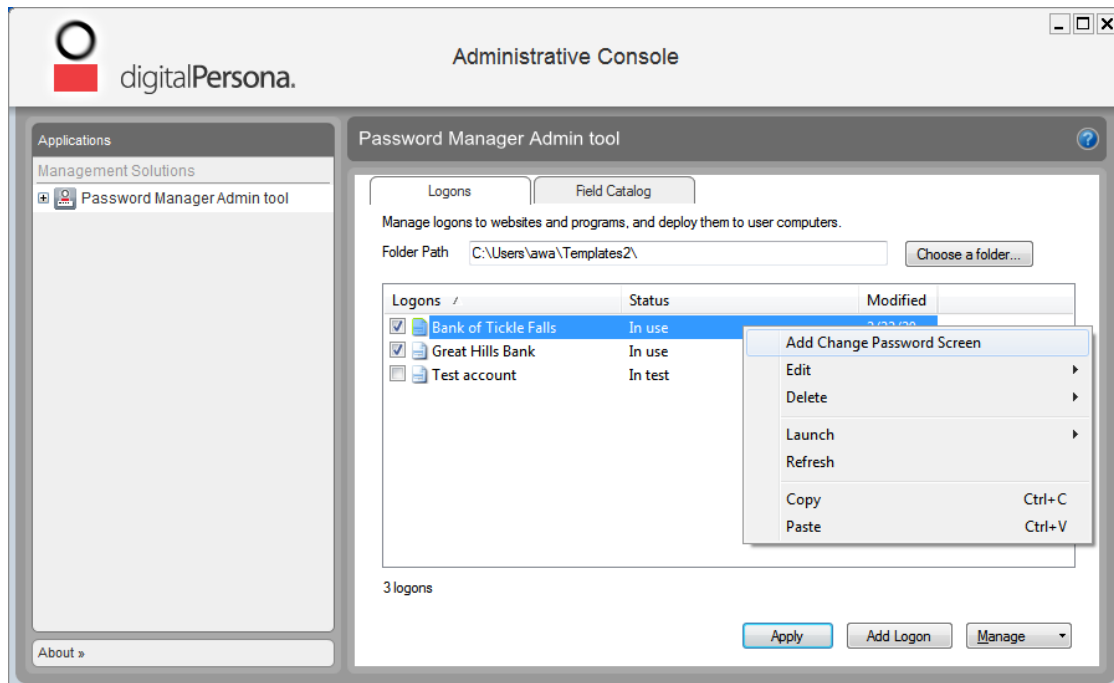 Administrative Console
digitalPersona.
Applications
Management Solutions
Password Manager Admin tool
About »
Password Manager Admin tool
?
Logons
Field Catalog
Manage logons to websites and programs, and deploy them to user computers.
Folder Path C:\Users\awa\Templates2\ Choose a folder...
Logons / Status Modified
Bank of Tickle Falls In use
Great Hills Bank In use
Test account In test
Add Change Password Screen
Edit
Delete
Launch
Refresh
Copy Ctrl+C
Paste Ctrl+V
3 logons
Apply Add Logon Manage